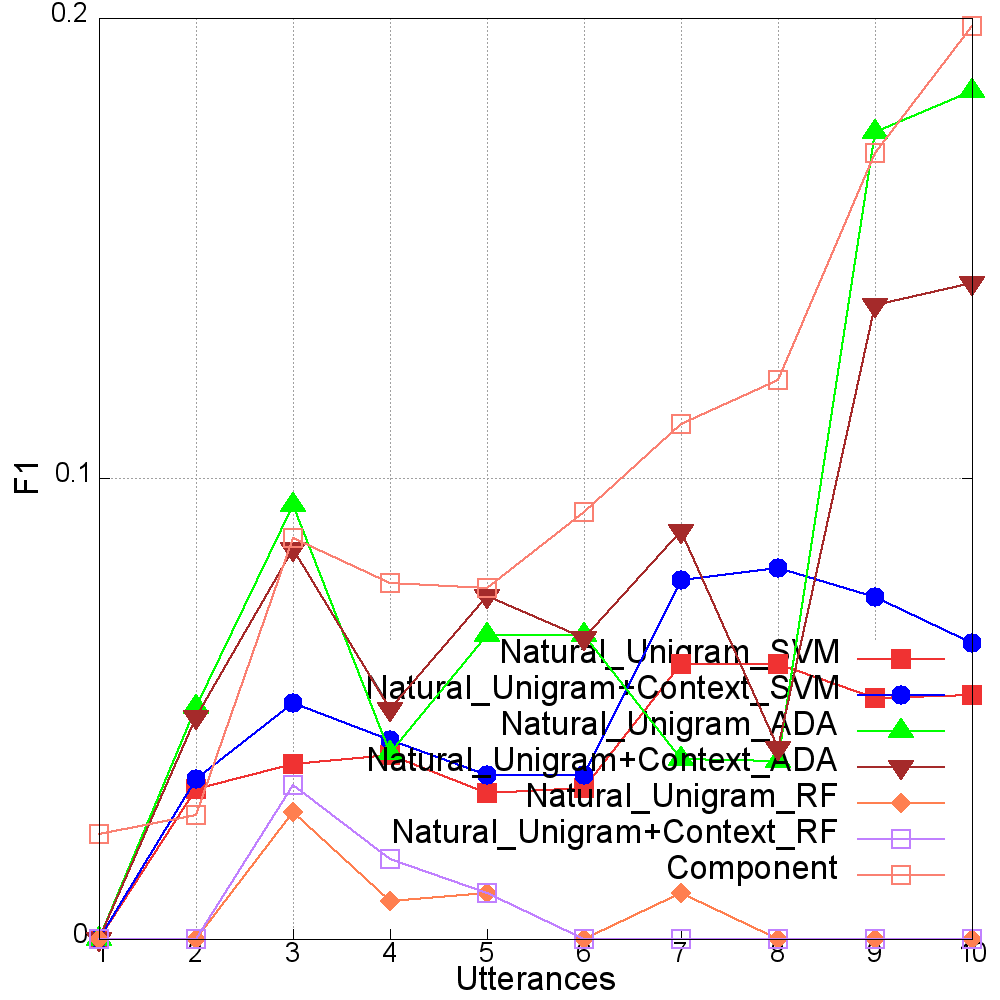 0.2
0.1
0
F1
Natural_Unigram_SVM
Natural_Unigram+Context_SVM
Natural_Unigram_ADA
Natural_Unigram+Context_ADA
Natural_Unigram_RF
Natural_Unigram+Context_RF
Component
1 2 3 4 5 6 7 8 9 10
Utterances